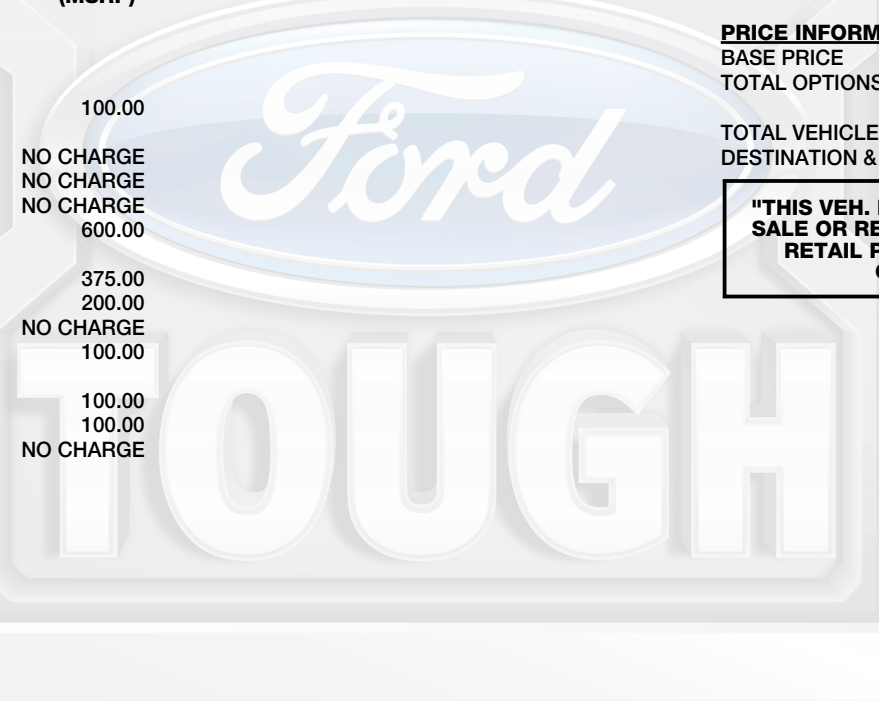 100.00
NO CHARGE
NO CHARGE
NO CHARGE
600.00
375.00
200.00
NO CHARGE
100.00
100.00
100.00
NO CHARGE
PRICE INFORM
BASE PRICE
TOTAL OPTIONS
TOTAL VEHICLE
DESTINATION &
"THIS VEH.
SALE OR RE
RETAIL
Ford
TOUGH